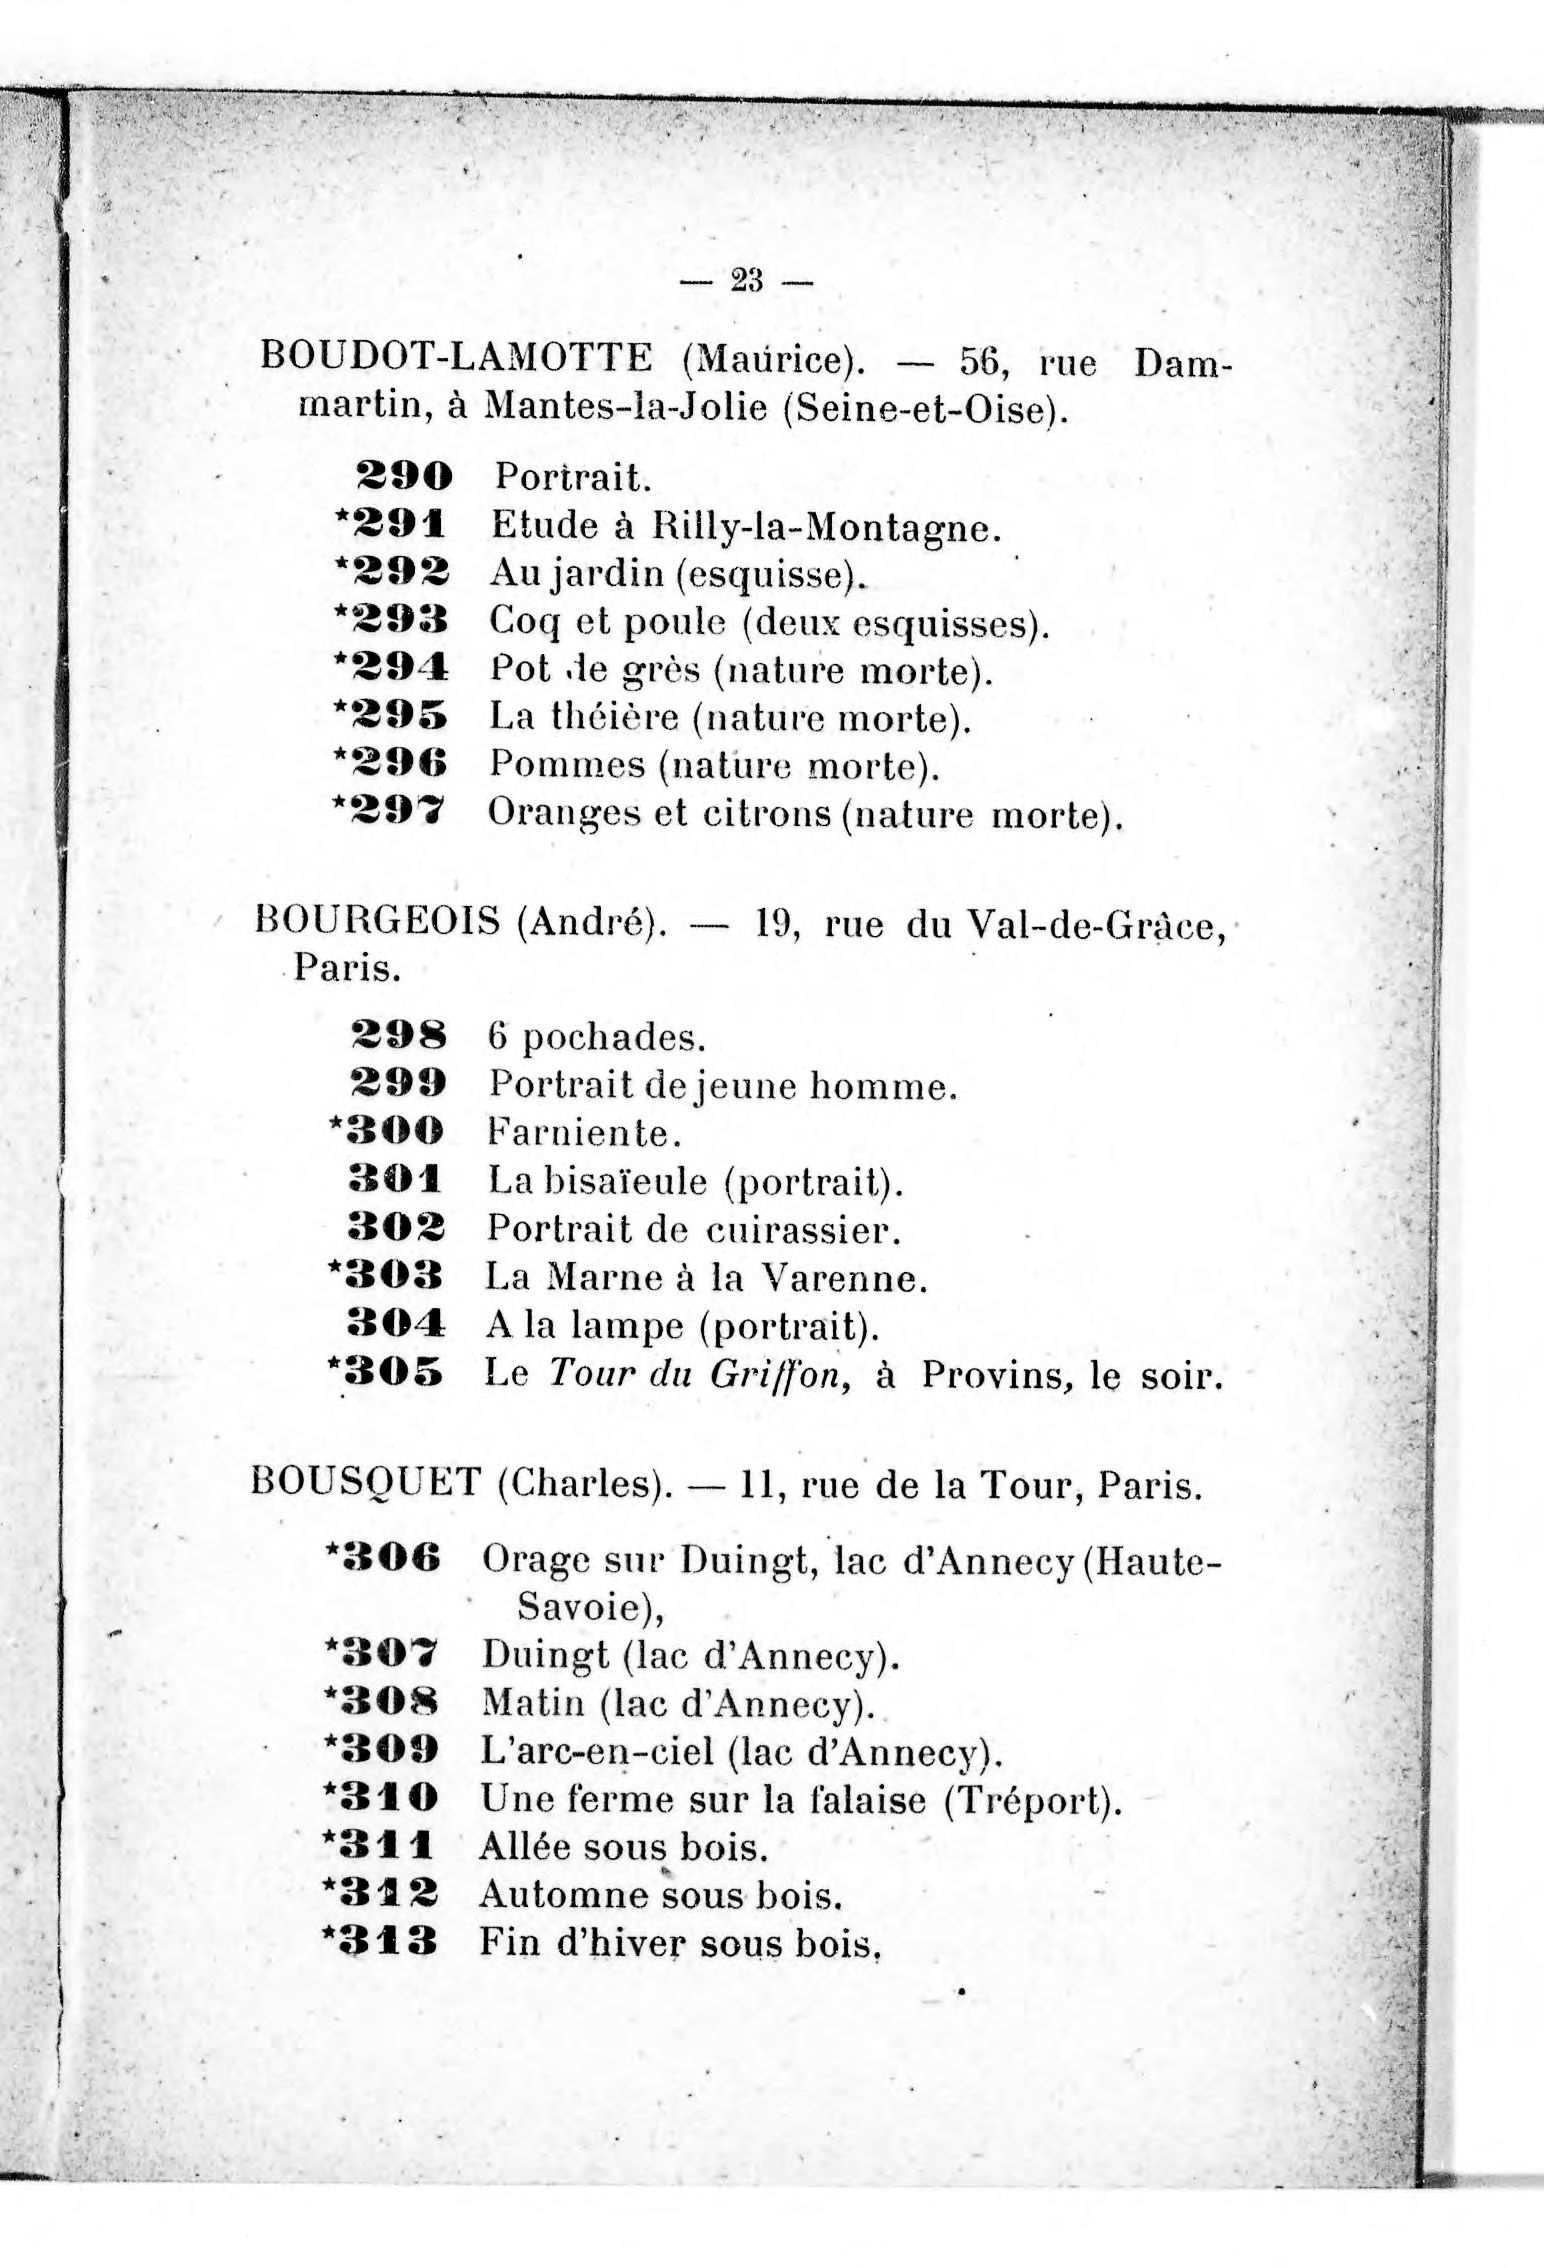 — 23 —
BOUDOT-LAMOTTE (Maurice). — 56, rue Dam-
martin, à Mantes-la-Jolie (Seine-et-Oise).
290 Portrait.
*291 Etude à Rilly-la-Montagne.
*292 Au jardin (esquisse).
*293 Coq et poule (deux esquisses).
*294 Pot de grès (nature morte).
*295 La théière (nature morte).
*296 Pommes (nature morte).
*297 Oranges et citrons (nature morte).
BOURGEOIS (André). — 19, rue du Val-de-Grâce,
Paris.
298 6 pochades.
299 Portrait de jeune homme.
*300 Farniente.
301 La bisaïeule (portrait).
302 Portrait de cuirassier.
*303 La Marne à la Varenne.
304 A la lampe (portrait).
*305 Le Tour du Griffon, à Provins, le soir.
BOUSQUET (Charles). — 11, rue de la Tour, Paris.
*306 Orage sur Duingt, lac d'Annecy (Haute-
Savoie),
*307 Duingt (lac d'Annecy).
*308 Matin (lac d'Annecy).
*309 L'arc-en-ciel (lac d'Annecy).
*310 Une ferme sur la falaise (Tréport).
*311 Allée sous bois.
*312 Automne sous bois.
*313 Fin d'hiver sous bois.